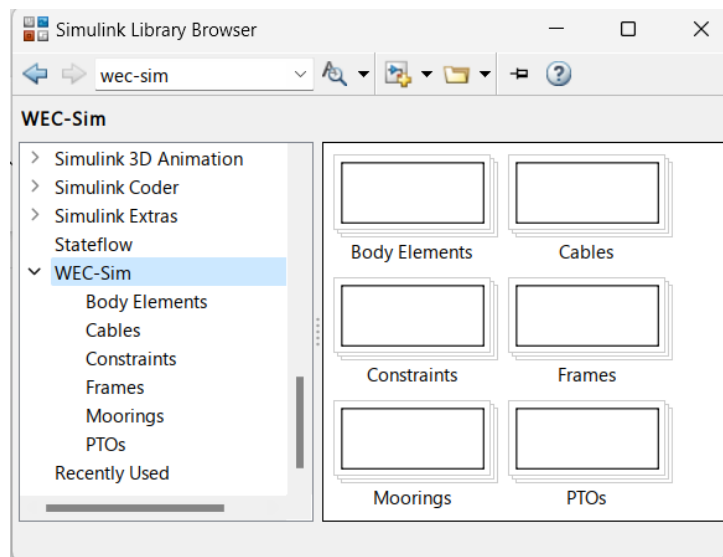 Simulink Library Browser
wec-sim
WEC-Sim
Simulink 3D Animation
Simulink Coder
Simulink Extras
Stateflow
WEC-Sim
Body Elements
Cables
Constraints
Frames
Moorings
PTOs
Recently Used
Body Elements
Cables
Constraints
Frames
Moorings
PTOs